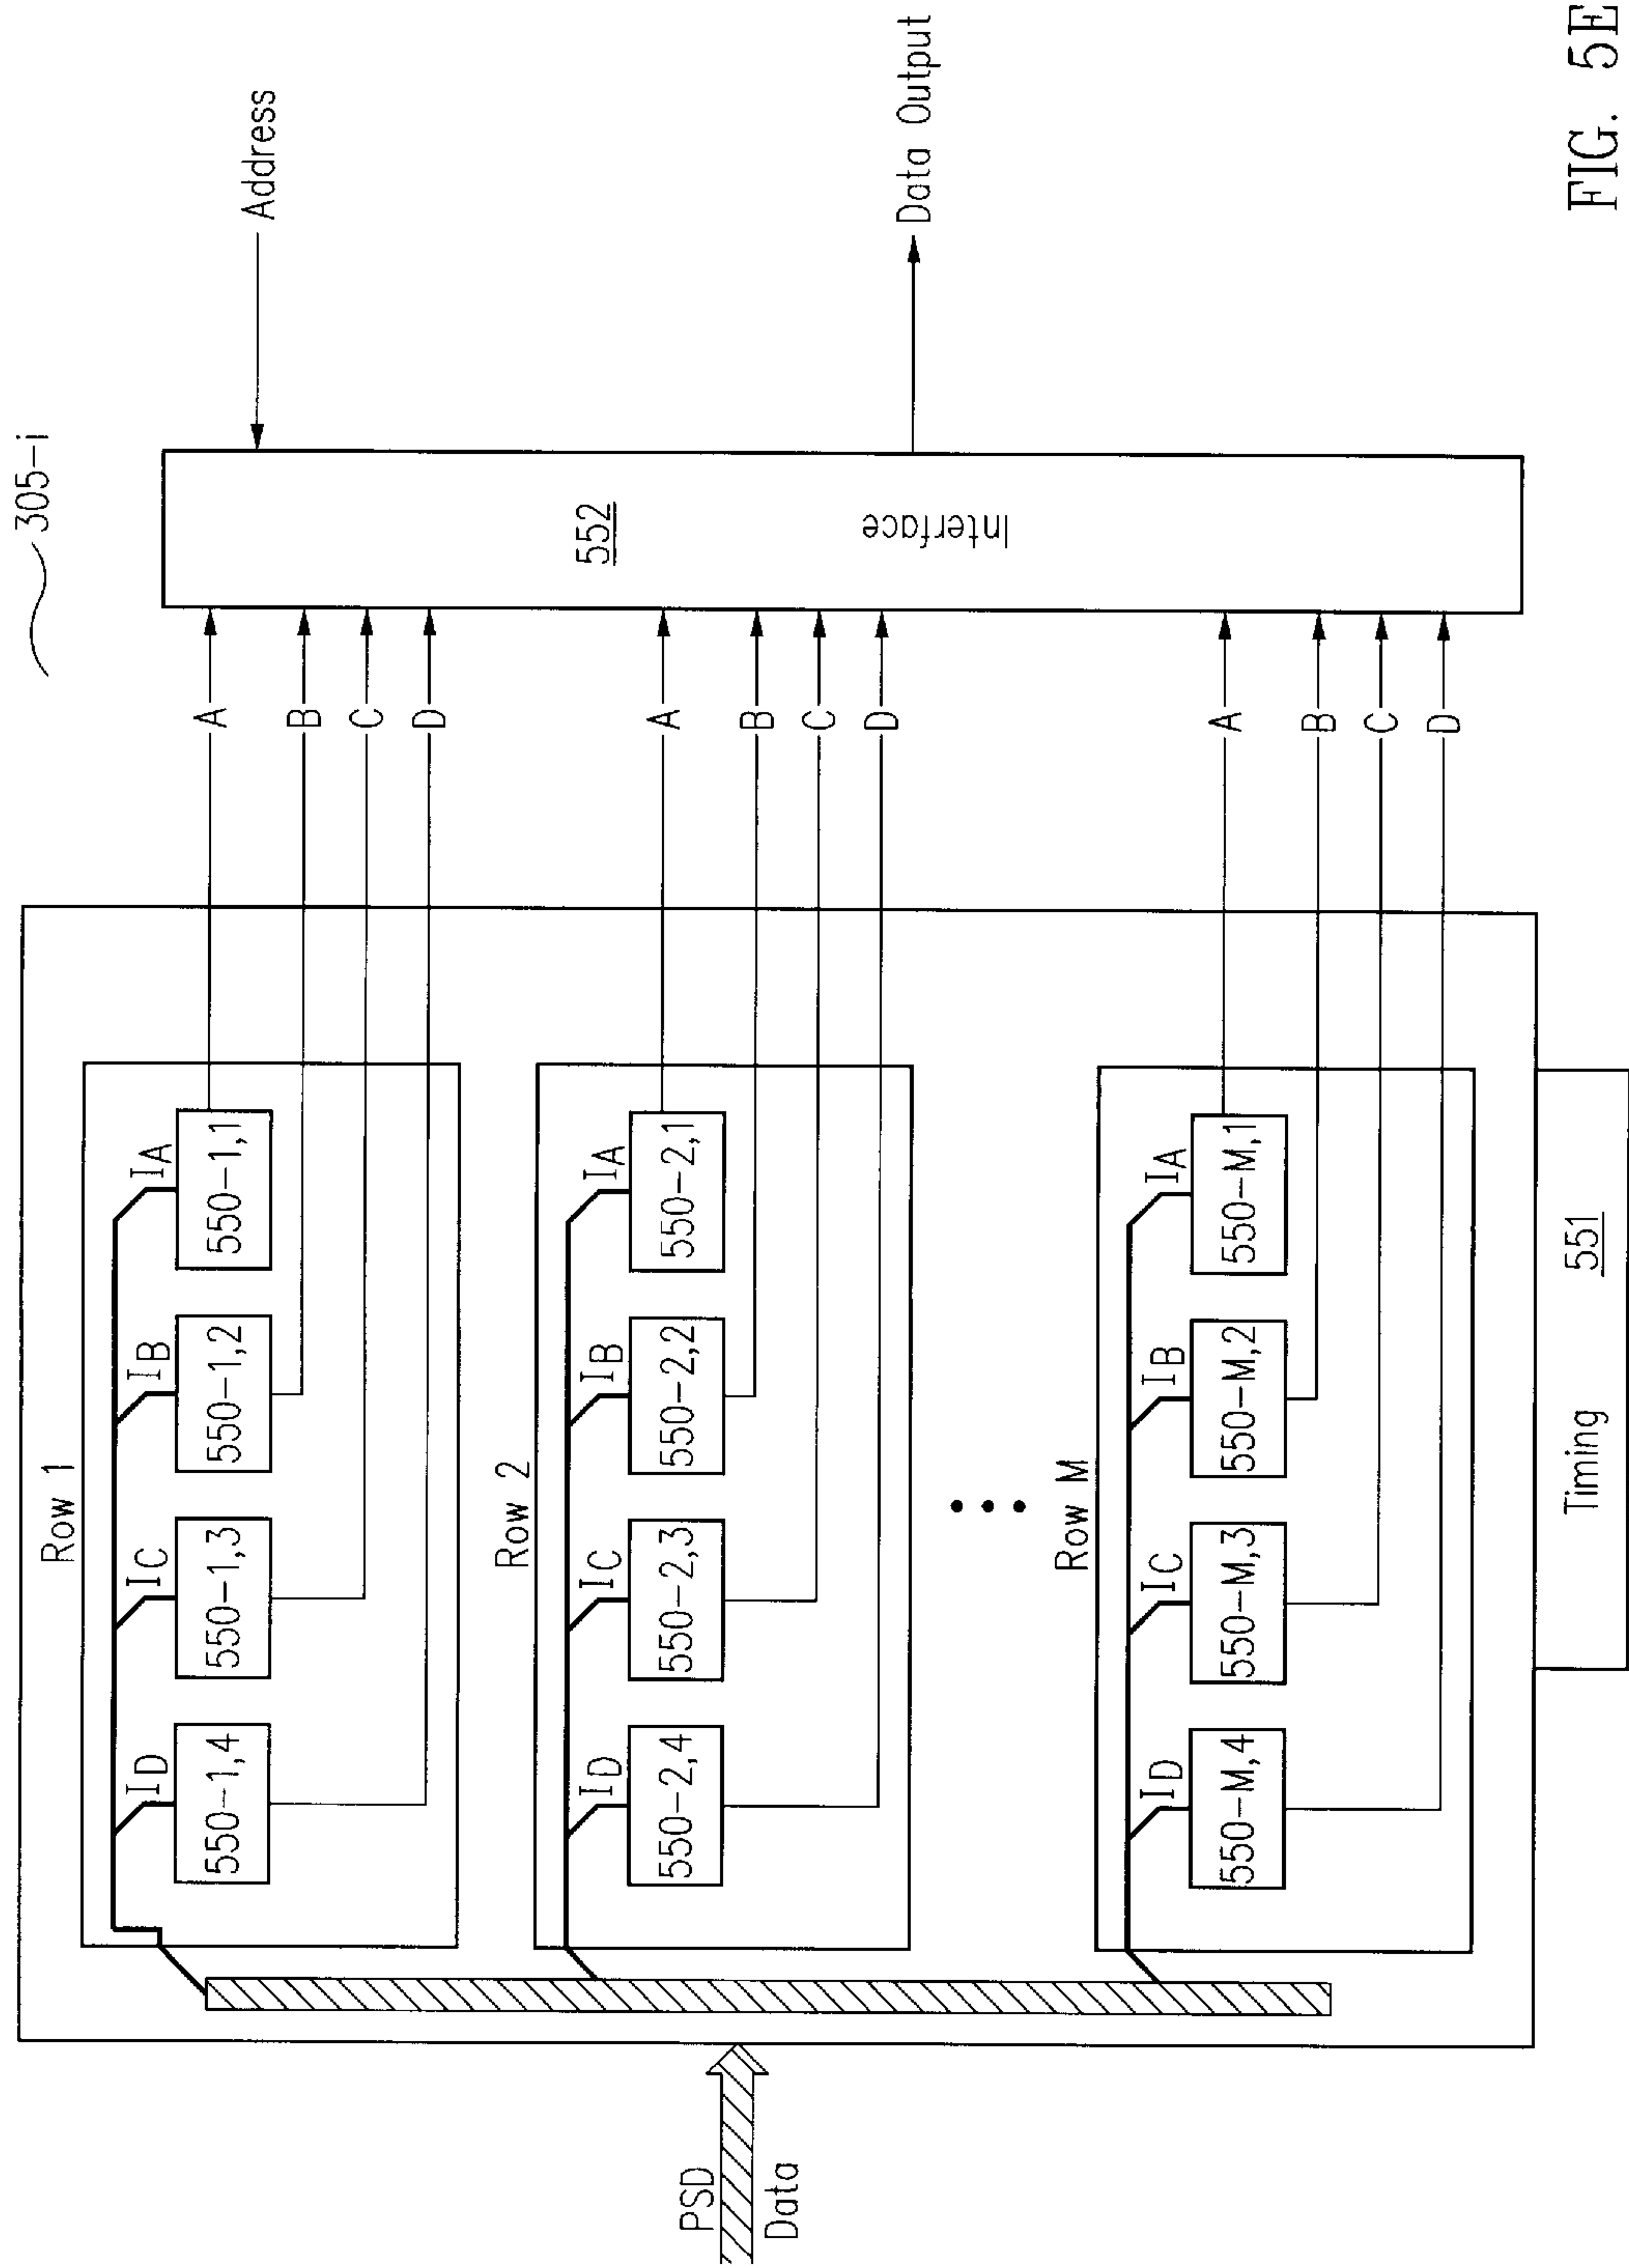 305-i
PSD
Data
Row 1
ID
IC
IB
IA
550-1,4
550-1,3
550-1,2
550-1,1
A
B
C
D
Row 2
ID
IC
IB
IA
550-2,4
550-2,3
550-2,2
550-2,1
A
B
C
D
Row M
ID
IC
IB
IA
550-M,4
550-M,3
550-M,2
550-M,1
A
B
C
D
Timing 551
552
Interface
Address
Data Output
FIG. 5E